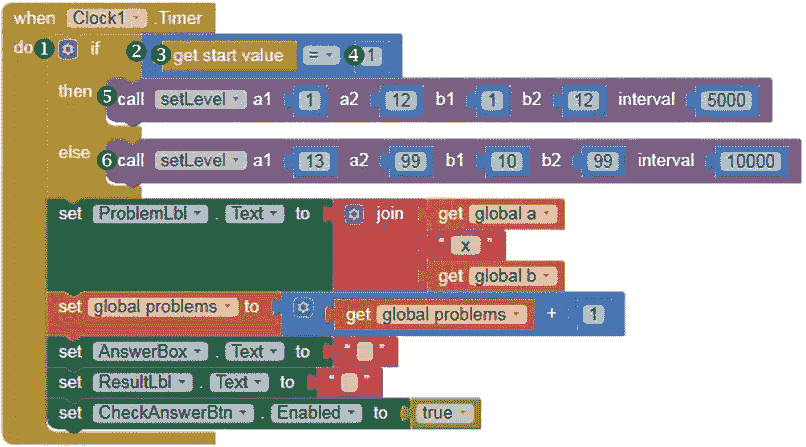 when Clock1 .Timer
do 1 if 2 3 get start value = 4 1
then 5 call setLevel a1 1 a2 12 b1 1 b2 12 interval 5000
else 6 call setLevel a1 13 a2 99 b1 10 b2 99 interval 10000
set ProblemLbl . Text to join get global a
“ x ”
get global b
set global problems to get global problems + 1
set AnswerBox . Text to “ ”
set ResultLbl . Text to “ ”
set CheckAnswerBtn . Enabled to true